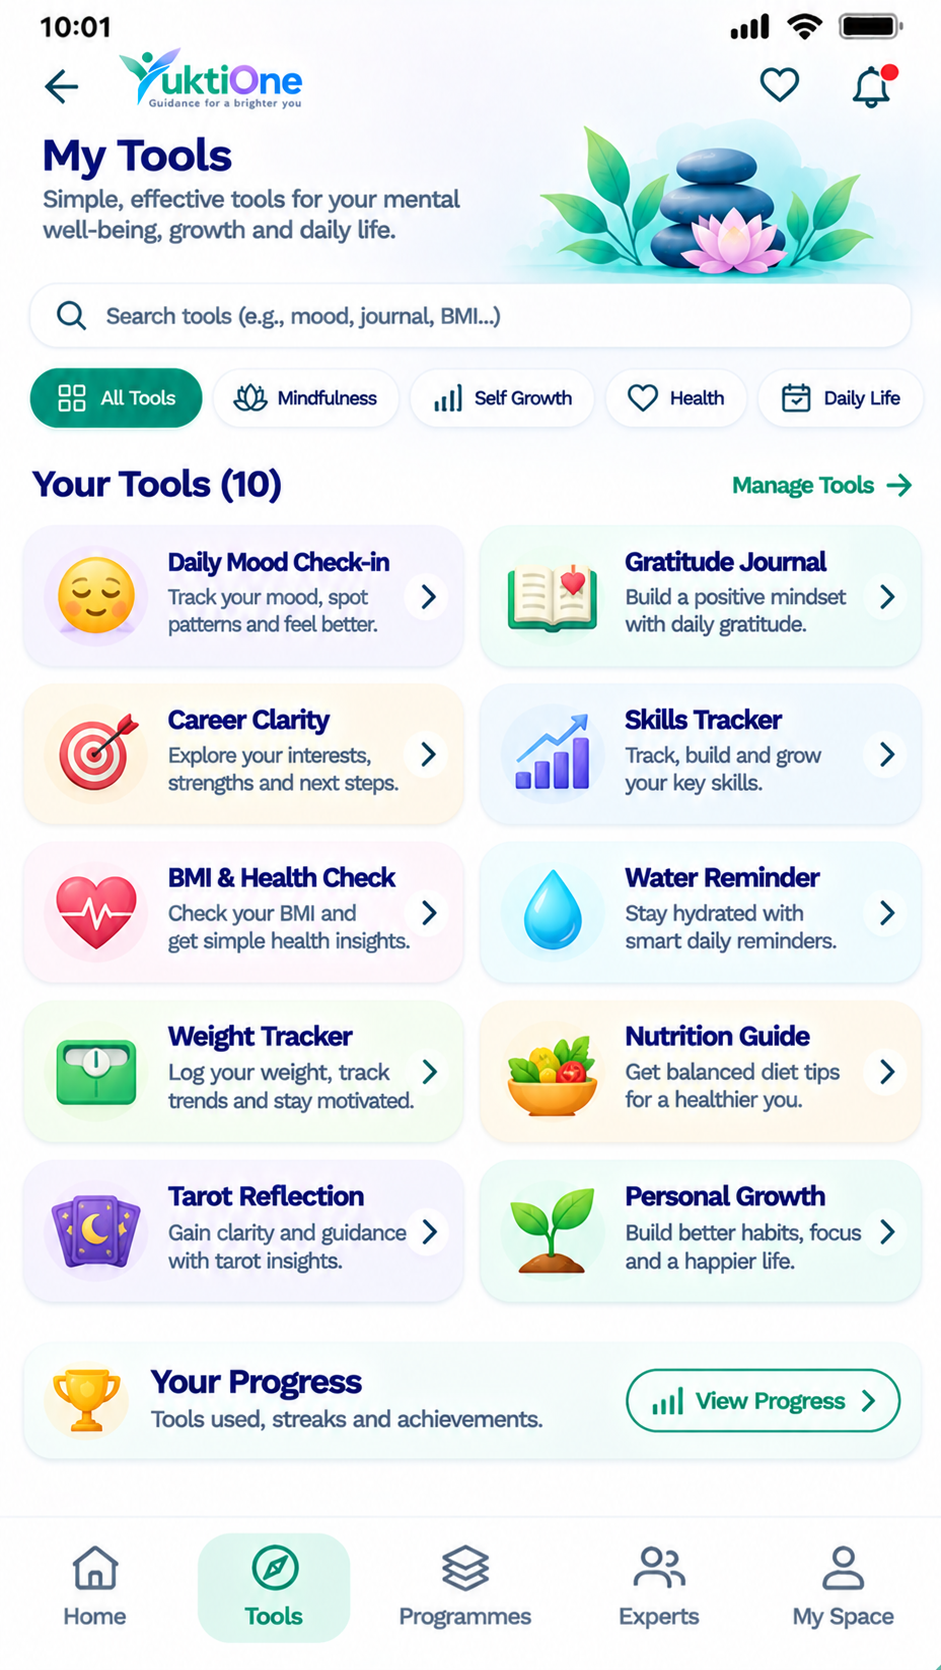 10:01
YuktiOne
Guidance for a brighter you
My Tools
Simple, effective tools for your mental
well-being, growth and daily life.
Search tools (e.g., mood, journal, BMI...)
All Tools
Mindfulness
Self Growth
Health
Daily Life
Your Tools (10)
Manage Tools
Daily Mood Check-in
Track your mood, spot
patterns and feel better.
Gratitude Journal
Build a positive mindset
with daily gratitude.
Career Clarity
Explore your interests,
strengths and next steps.
Skills Tracker
Track, build and grow
your key skills.
BMI & Health Check
Check your BMI and
get simple health insights.
Water Reminder
Stay hydrated with
smart daily reminders.
Weight Tracker
Log your weight, track
trends and stay motivated.
Nutrition Guide
Get balanced diet tips
for a healthier you.
Tarot Reflection
Gain clarity and guidance
with tarot insights.
Personal Growth
Build better habits, focus
and a happier life.
Your Progress
Tools used, streaks and achievements.
View Progress
Home
Tools
Programmes
Experts
My Space